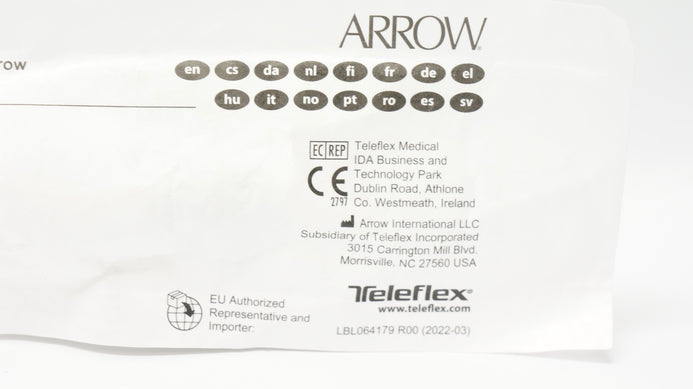 ARROW®
row
en cs da nl fi fr de el
hu it no pt ro es sv
EC REP Teleflex Medical
IDA Business and
Technology Park
Dublin Road, Athlone
Co. Westmeath, Ireland
CE
2797
Arrow International LLC
Subsidiary of Teleflex Incorporated
3015 Carrington Mill Blvd.
Morrisville, NC 27560 USA
EU Authorized
Representative and
Importer:
Teleflex®
www.teleflex.com
LBL064179 R00 (2022-03)